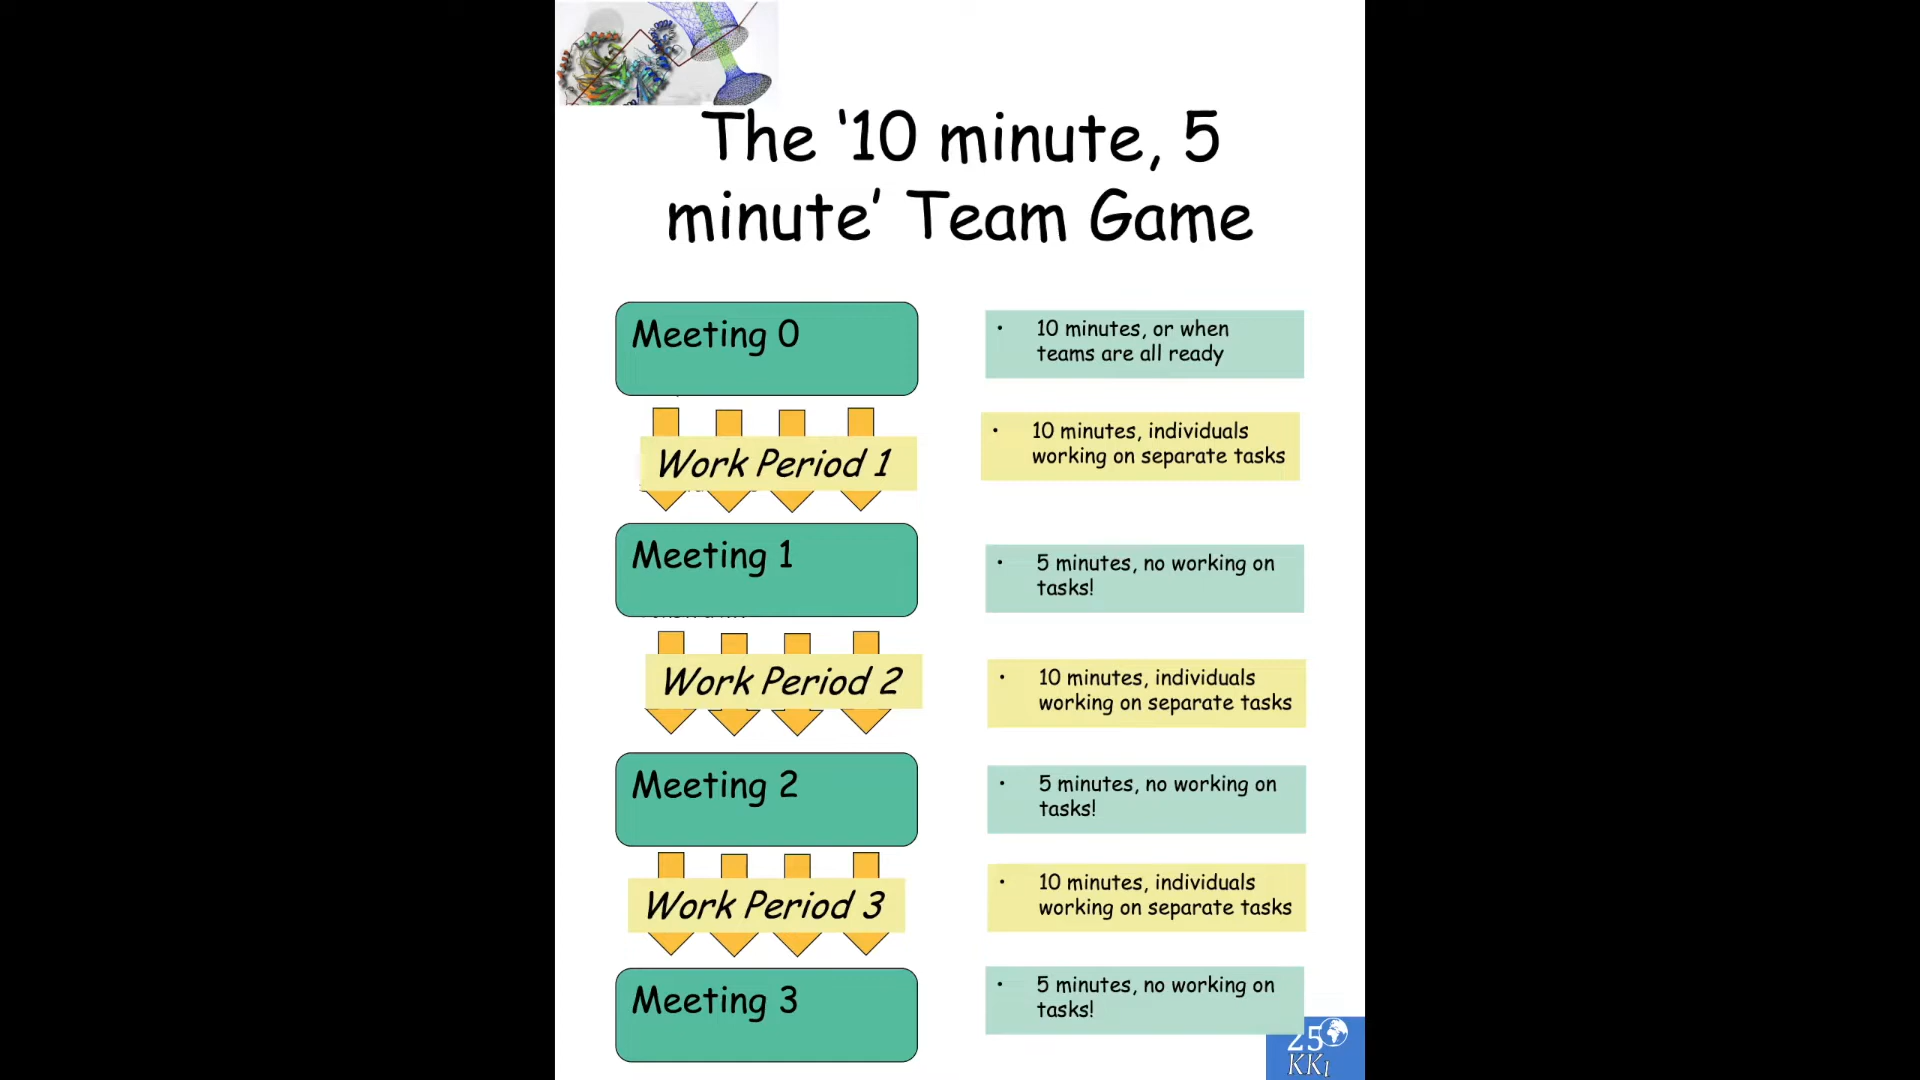 The ‘10 minute, 5
minute’ Team Game
Meeting 0
• 10 minutes, or when
teams are all ready
Work Period 1
• 10 minutes, individuals
working on separate tasks
Meeting 1
• 5 minutes, no working on
tasks!
Work Period 2
• 10 minutes, individuals
working on separate tasks
Meeting 2
• 5 minutes, no working on
tasks!
Work Period 3
• 10 minutes, individuals
working on separate tasks
Meeting 3
• 5 minutes, no working on
tasks!
25